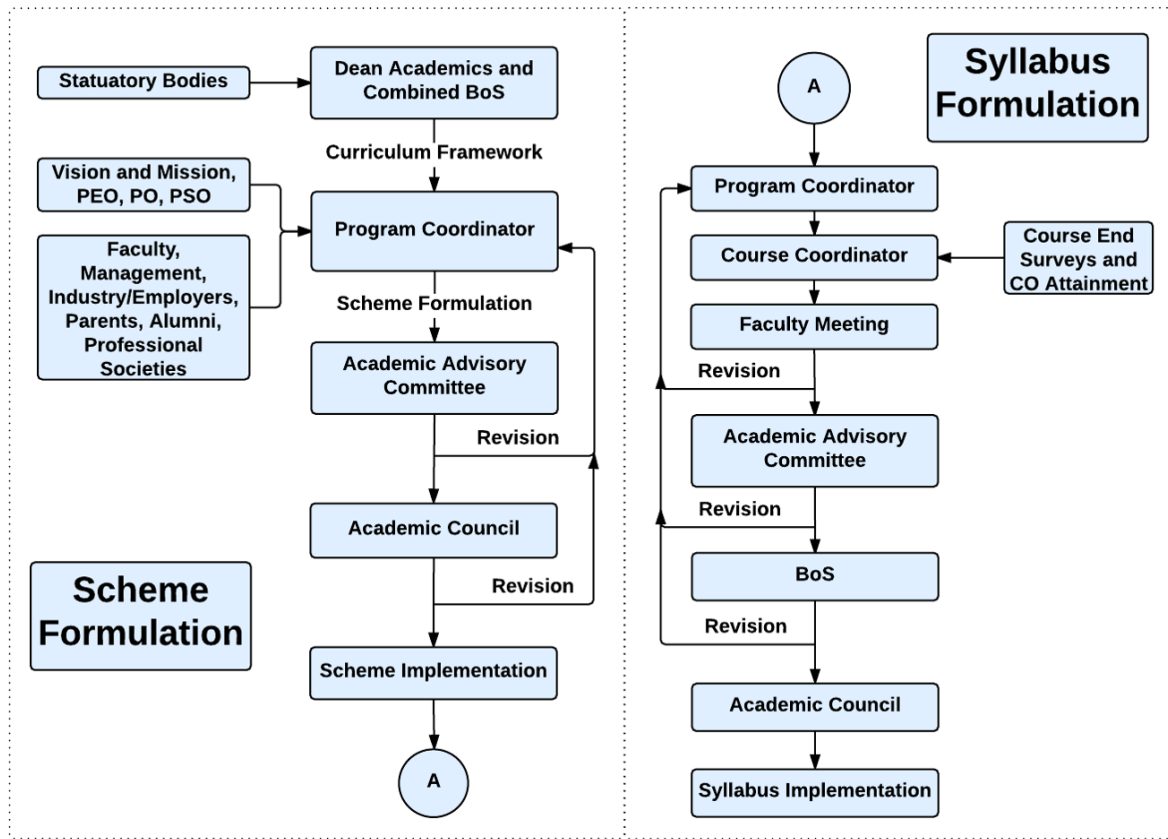 Statuatory Bodies
Dean Academics and
Combined BoS
Curriculum Framework
Vision and Mission,
PEO, PO, PSO
Program Coordinator
Faculty,
Management,
Industry/Employers,
Parents, Alumni,
Professional
Societies
Scheme Formulation
Academic Advisory
Committee
Revision
Academic Council
Revision
Scheme
Formulation
Scheme Implementation
A
Syllabus
Formulation
A
Program Coordinator
Course Coordinator
Course End
Surveys and
CO Attainment
Faculty Meeting
Revision
Academic Advisory
Committee
Revision
BoS
Revision
Academic Council
Syllabus Implementation